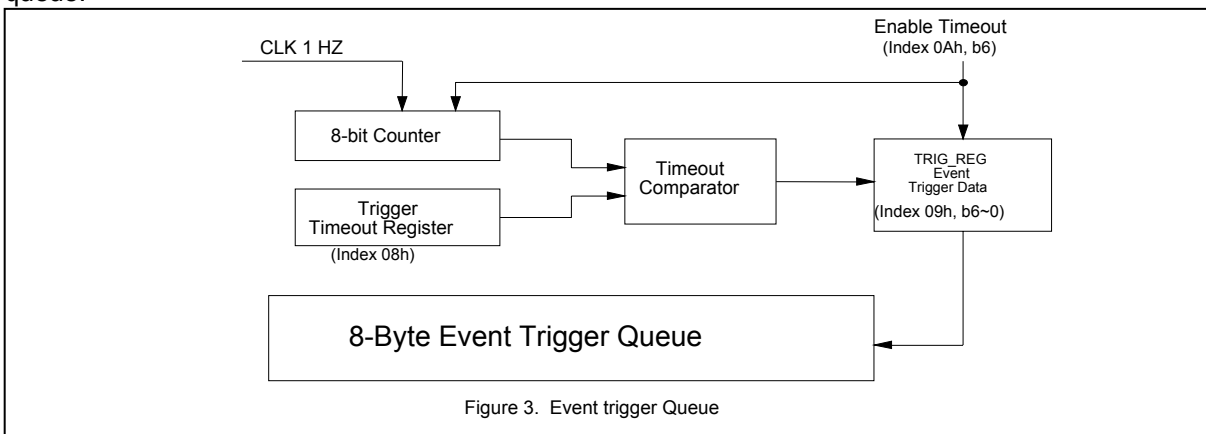 queue.
Enable Timeout
(Index 0Ah, b6)
CLK 1 HZ
8-bit Counter
Timeout
Comparator
TRIG_REG
Event
Trigger Data
(Index 09h, b6~0)
Trigger
Timeout Register
(Index 08h)
8-Byte Event Trigger Queue
Figure 3. Event trigger Queue